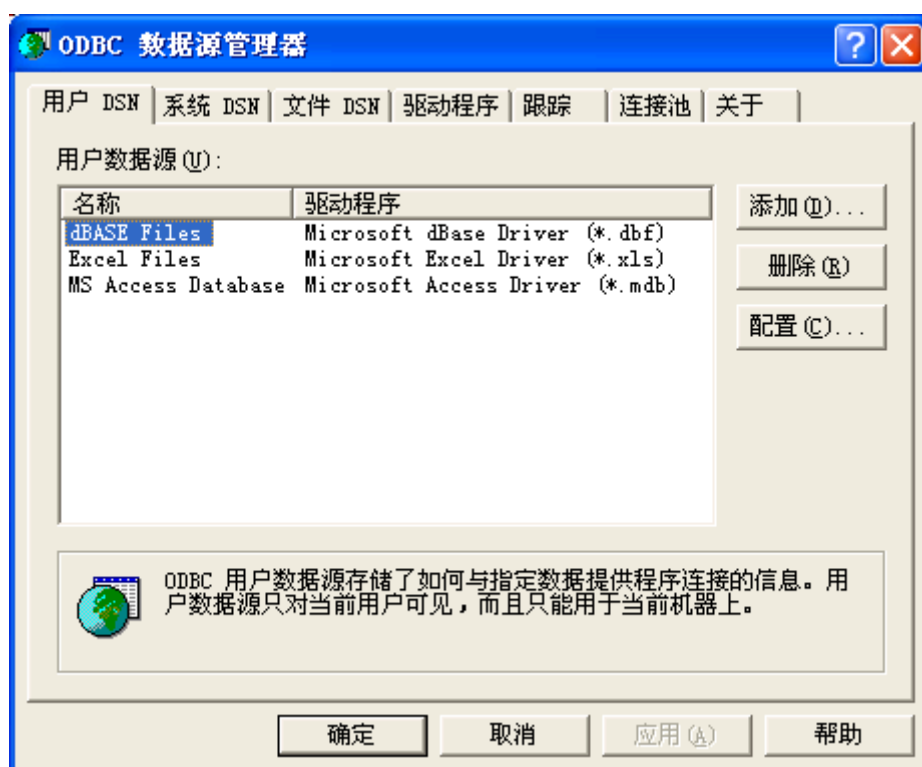 ODBC 数据源管理器
用户 DSN 系统 DSN 文件 DSN 驱动程序 跟踪 连接池 关于
用户数据源(U):
名称 驱动程序
dBASE Files Microsoft dBase Driver (*.dbf)
Excel Files Microsoft Excel Driver (*.xls)
MS Access Database Microsoft Access Driver (*.mdb)
添加(D)...
删除(R)
配置(C)...
ODBC 用户数据源存储了如何与指定数据提供程序连接的信息。用
户数据源只对当前用户可见，而且只能用于当前机器上。
确定 取消 应用(A) 帮助